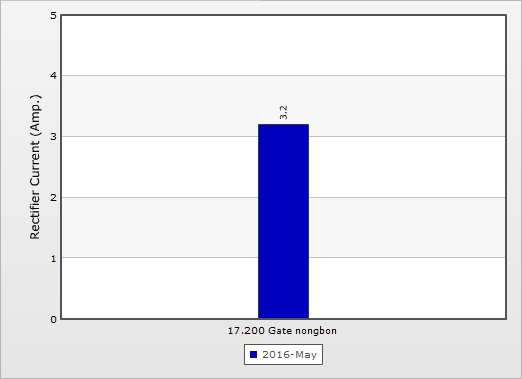 5
4
3
2
1
0
Rectifier Current (Amp.)
3.2
17.200 Gate nongbon
2016-May